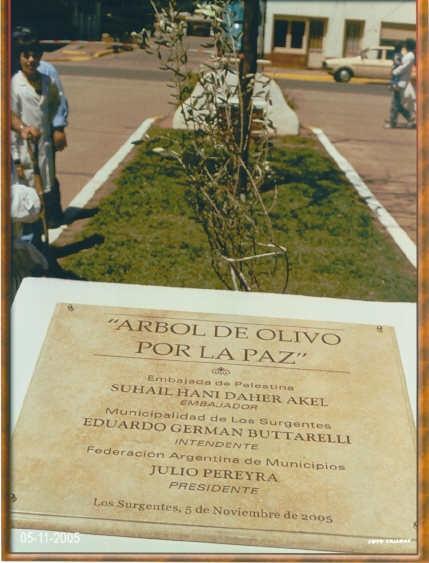 "ARBOL DE OLIVO
POR LA PAZ"
Embajada de Palestina
SUHAIL HANI DAHER AKEL
EMBAJADOR
Municipalidad de Los Surgentes
EDUARDO GERMAN BUTTARELLI
INTENDENTE
Federación Argentina de Municipios
JULIO PEREYRA
PRESIDENTE
Los Surgentes, 5 de Noviembre de 2005
05-11-2005